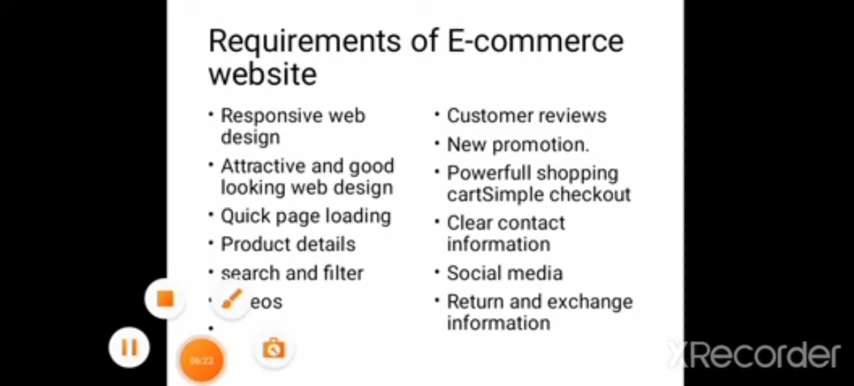 Requirements of E-commerce
website
• Responsive web
design
• Attractive and good
looking web design
• Quick page loading
• Product details
• search and filter
•
•
• Customer reviews
• New promotion.
• Powerfull shopping
cartSimple checkout
• Clear contact
information
• Social media
• Return and exchange
information
06:23
XRecorder